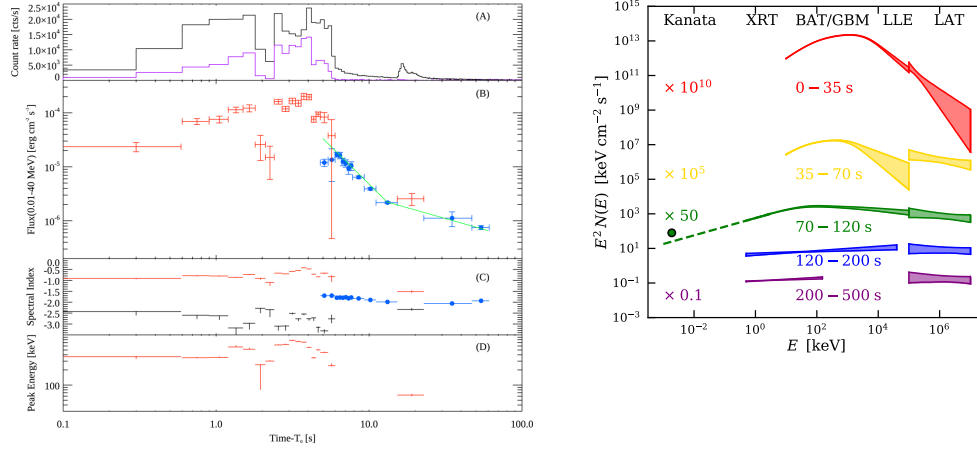 Count rate [cts/s]
2.5×10⁴
2.0×10⁴
1.5×10⁴
1.0×10⁴
5.0×10³
0
(A)
Flux(0.01-40 MeV) [erg cm⁻² s⁻¹]
10⁻⁴
10⁻⁵
10⁻⁶
(B)
Spectral Index
0.0
-0.5
-1.0
-1.5
-2.0
-2.5
-3.0
(C)
Peak Energy [keV]
100
(D)
0.1
1.0
10.0
100.0
Time-Tₒ [s]
E² N(E) [keV cm⁻² s⁻¹]
10¹⁵
10¹³
10¹¹
10⁹
10⁷
10⁵
10³
10¹
10⁻¹
10⁻³
Kanata XRT BAT/GBM LLE LAT
× 10¹⁰
0 − 35 s
× 10⁵
35 − 70 s
× 50
70 − 120 s
120 − 200 s
× 0.1
200 − 500 s
10⁻²
10⁰
10²
10⁴
10⁶
E [keV]